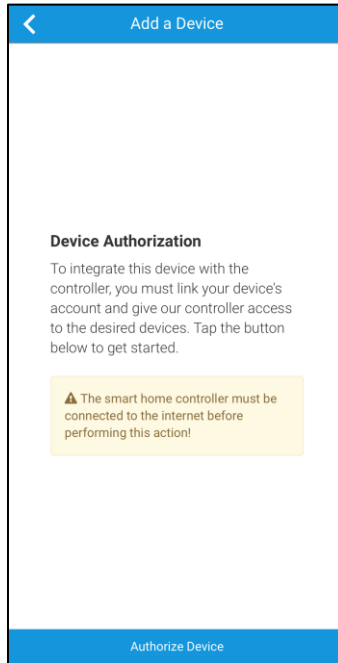 Add a Device
Device Authorization
To integrate this device with the
controller, you must link your device's
account and give our controller access
to the desired devices. Tap the button
below to get started.
The smart home controller must be
connected to the internet before
performing this action!
Authorize Device